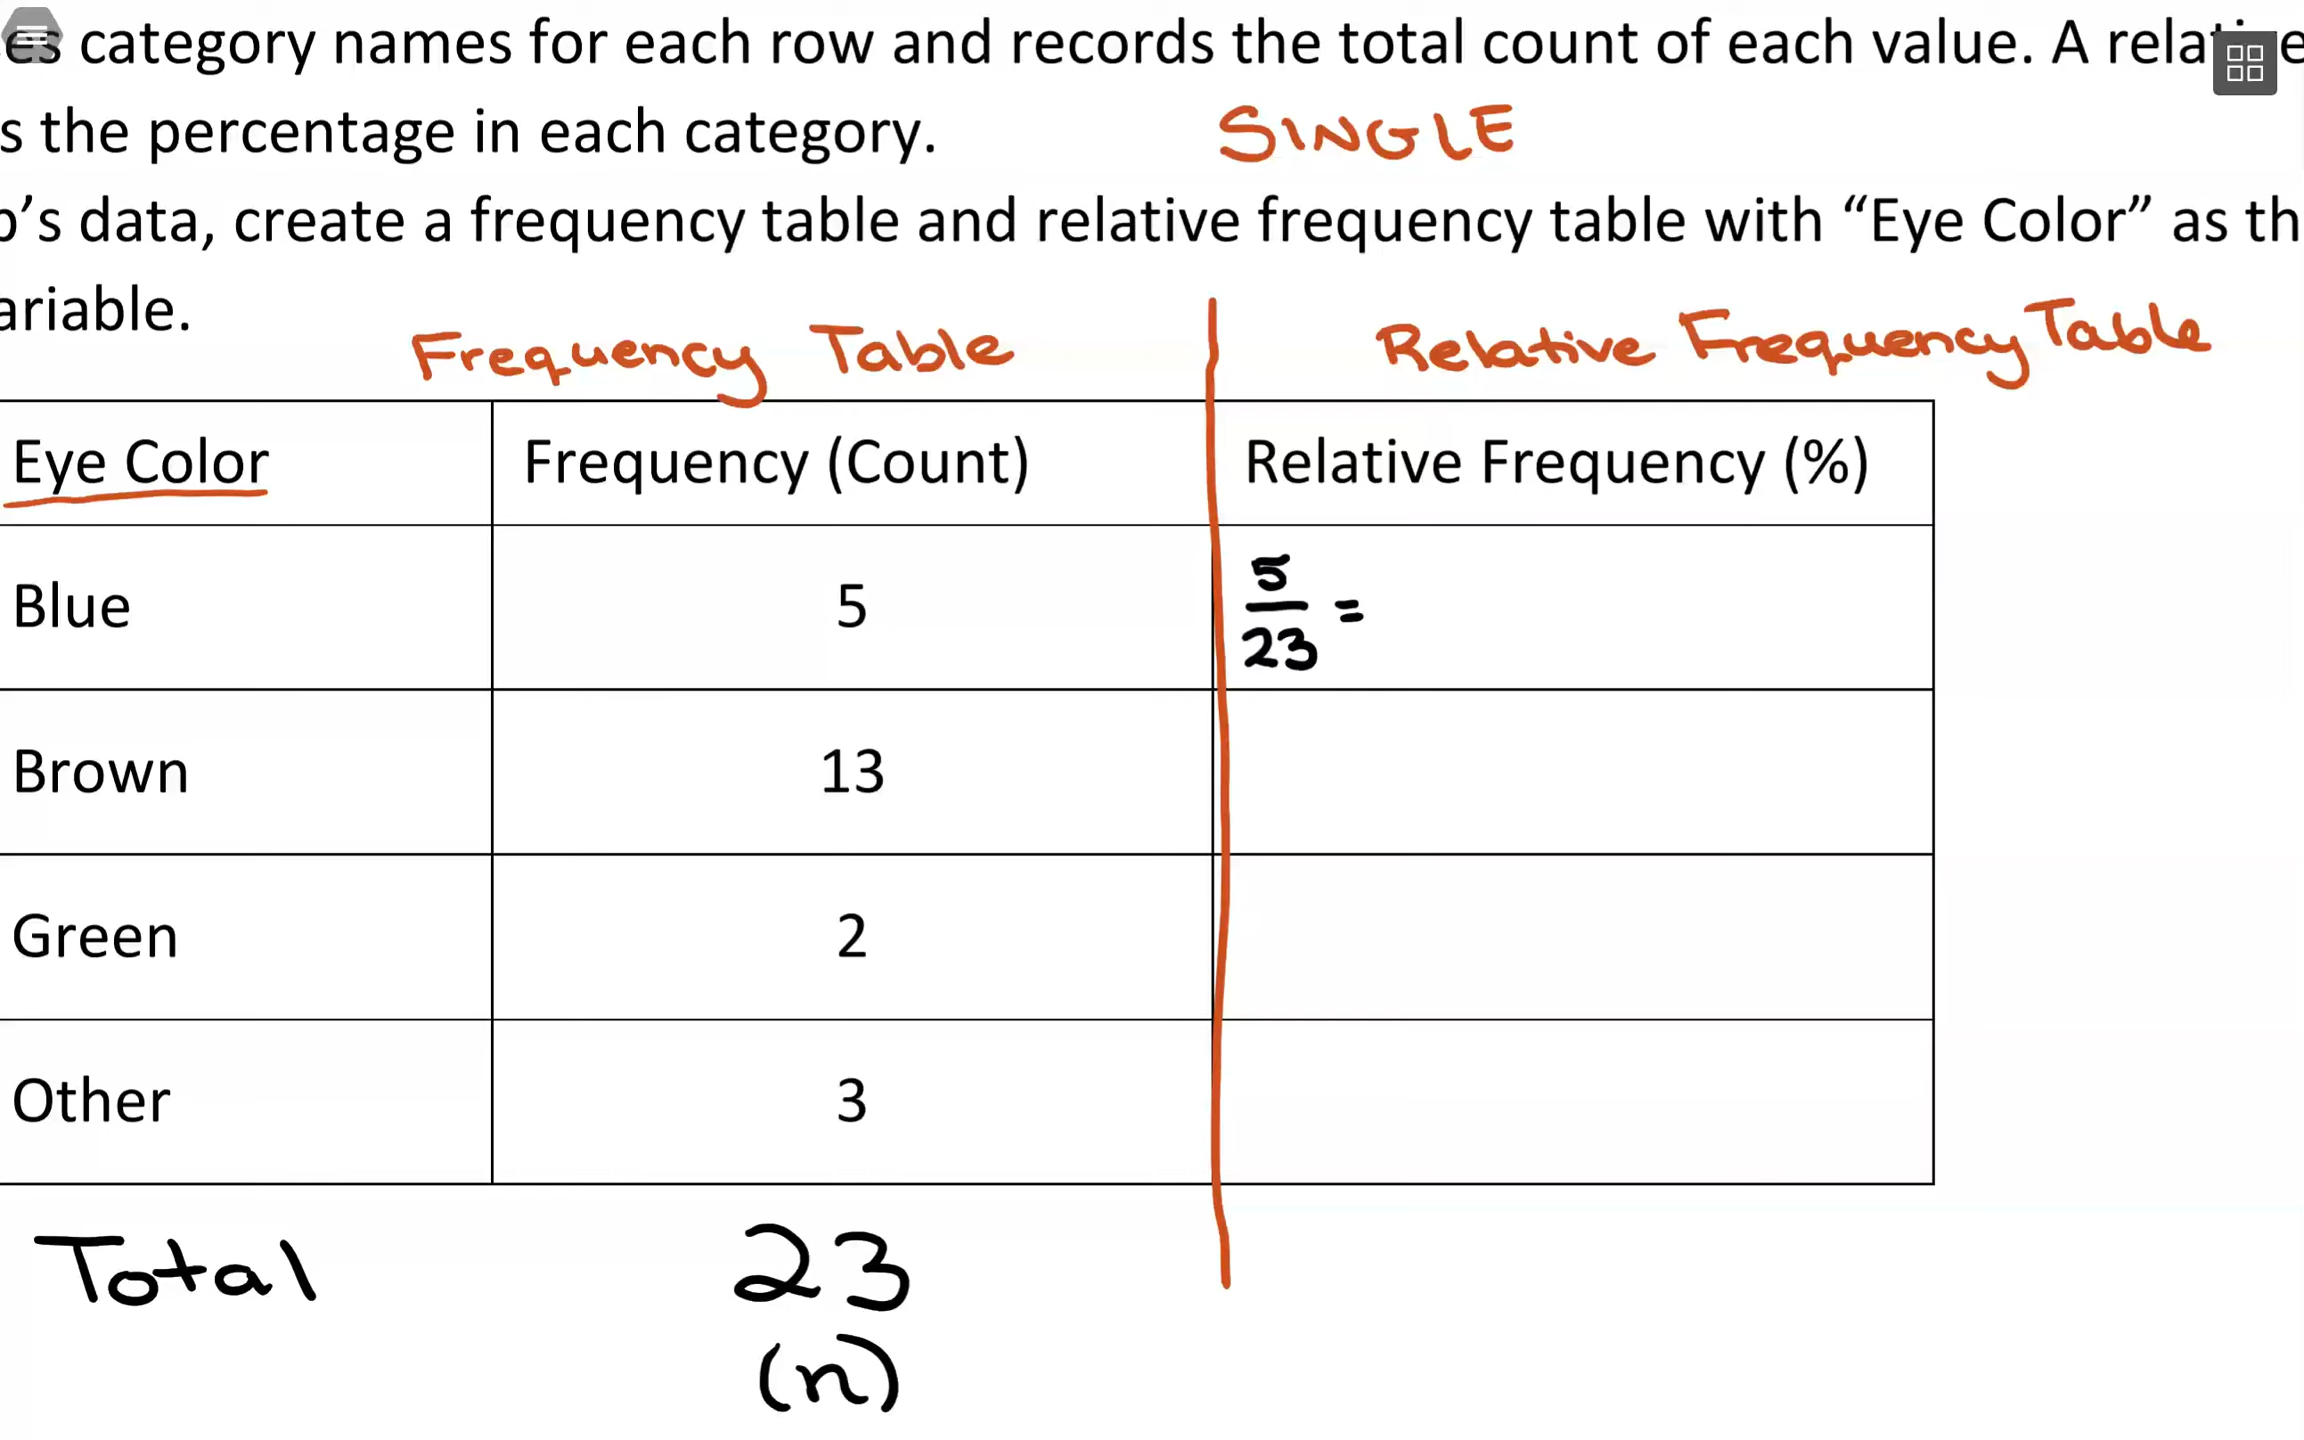 es category names for each row and records the total count of each value. A relat
s the percentage in each category. SINGLE
's data, create a frequency table and relative frequency table with “Eye Color” as th
ariable.
Frequency Table Relative Frequency Table
Eye Color Frequency (Count) Relative Frequency (%)
Blue 5 5/23 =
Brown 13
Green 2
Other 3
Total 23
(n)